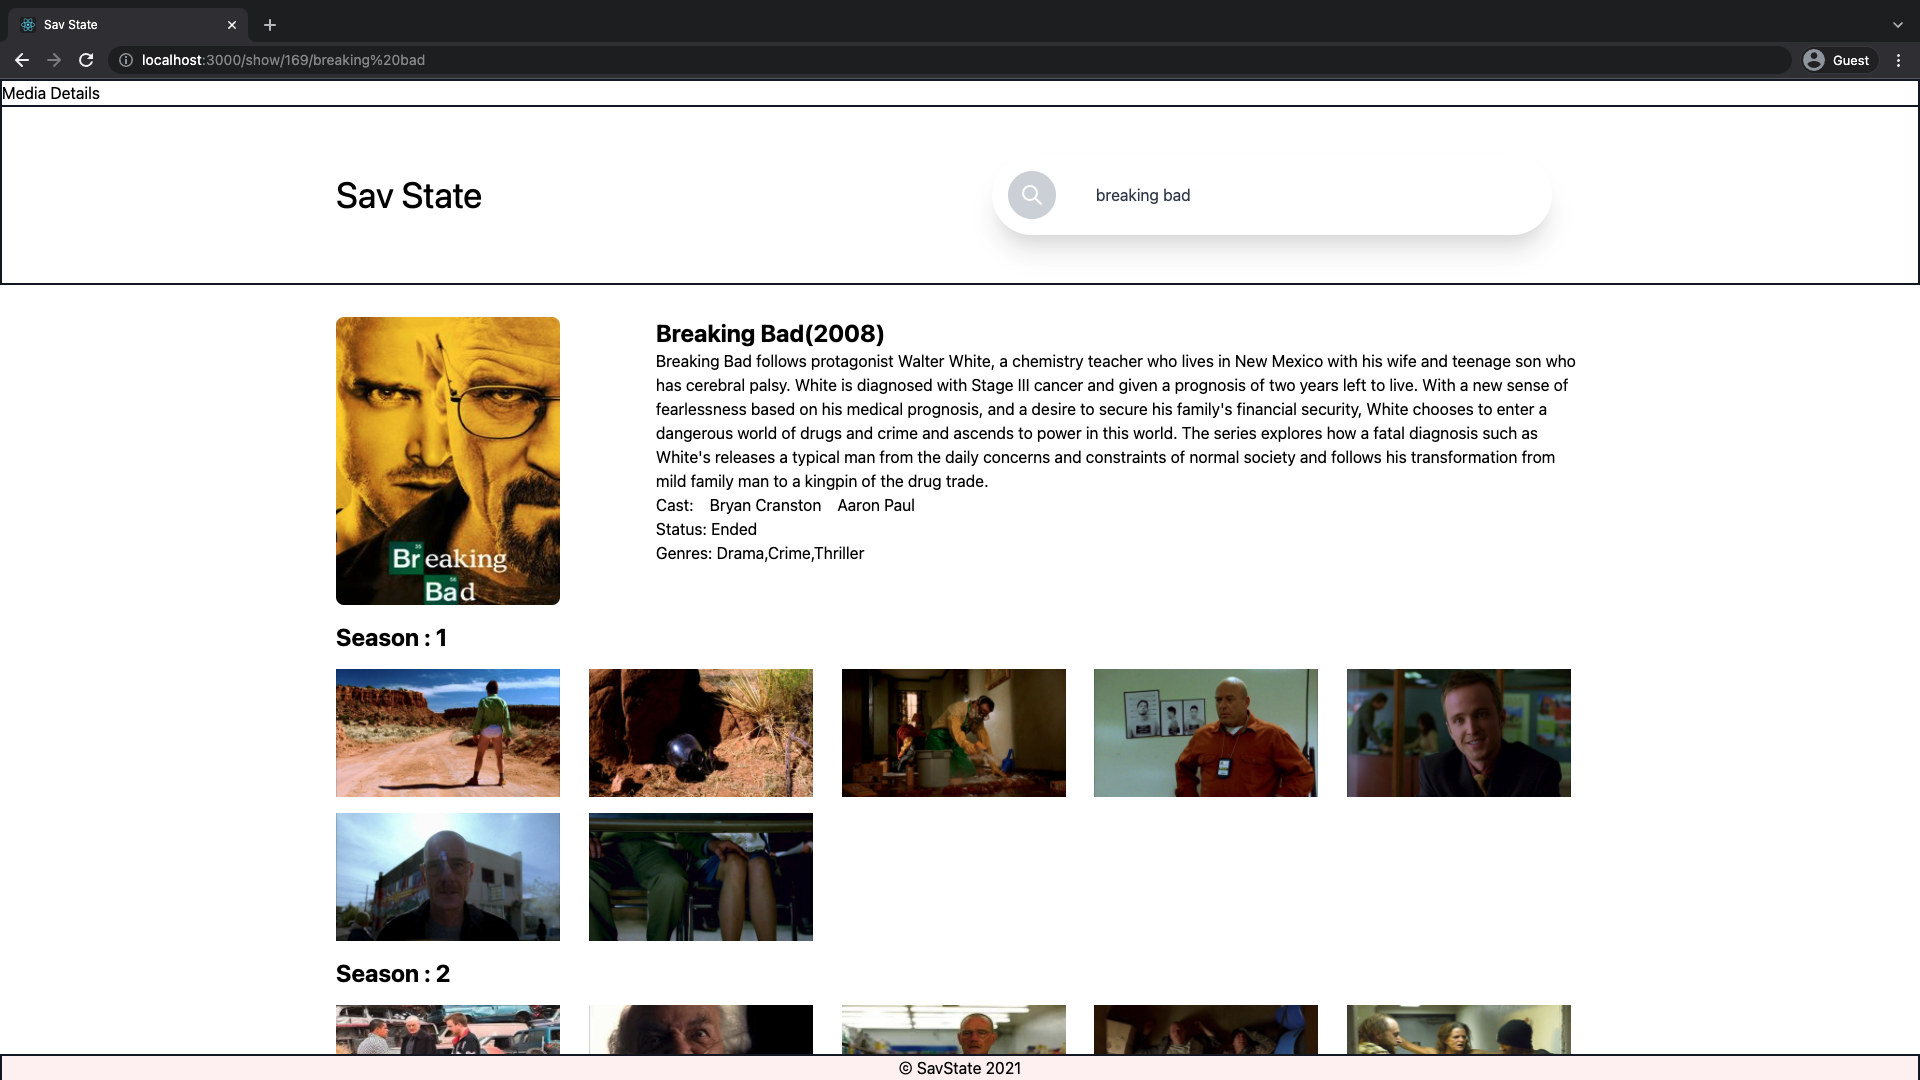 Sav State
localhost:3000/show/169/breaking%20bad
Guest
Media Details
Sav State
breaking bad
Breaking Bad(2008)
Breaking Bad follows protagonist Walter White, a chemistry teacher who lives in New Mexico with his wife and teenage son who
has cerebral palsy. White is diagnosed with Stage III cancer and given a prognosis of two years left to live. With a new sense of
fearlessness based on his medical prognosis, and a desire to secure his family's financial security, White chooses to enter a
dangerous world of drugs and crime and ascends to power in this world. The series explores how a fatal diagnosis such as
White's releases a typical man from the daily concerns and constraints of normal society and follows his transformation from
mild family man to a kingpin of the drug trade.
Cast: Bryan Cranston Aaron Paul
Status: Ended
Genres: Drama,Crime,Thriller
35
Breaking
56
Bad
Season : 1
Season : 2
© SavState 2021